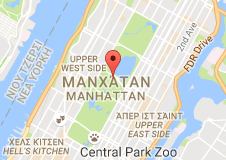 2nd Ave
FDR Drive
UPPER
WEST SIDE
ΝΙΟΥ ΤΖΕΡΣΙ
ΝΕΑ ΥΟΡΚΗ
ΜΑΝΧΑΤΑΝ
MANHATTAN
ΑΠΕΡ ΙΣΤ ΣΑΙΤ
UPPER
EAST SIDE
ΧΕΛΣ ΚΙΤΣΕΝ
HELL'S KITCHEN
Central Park Zoo